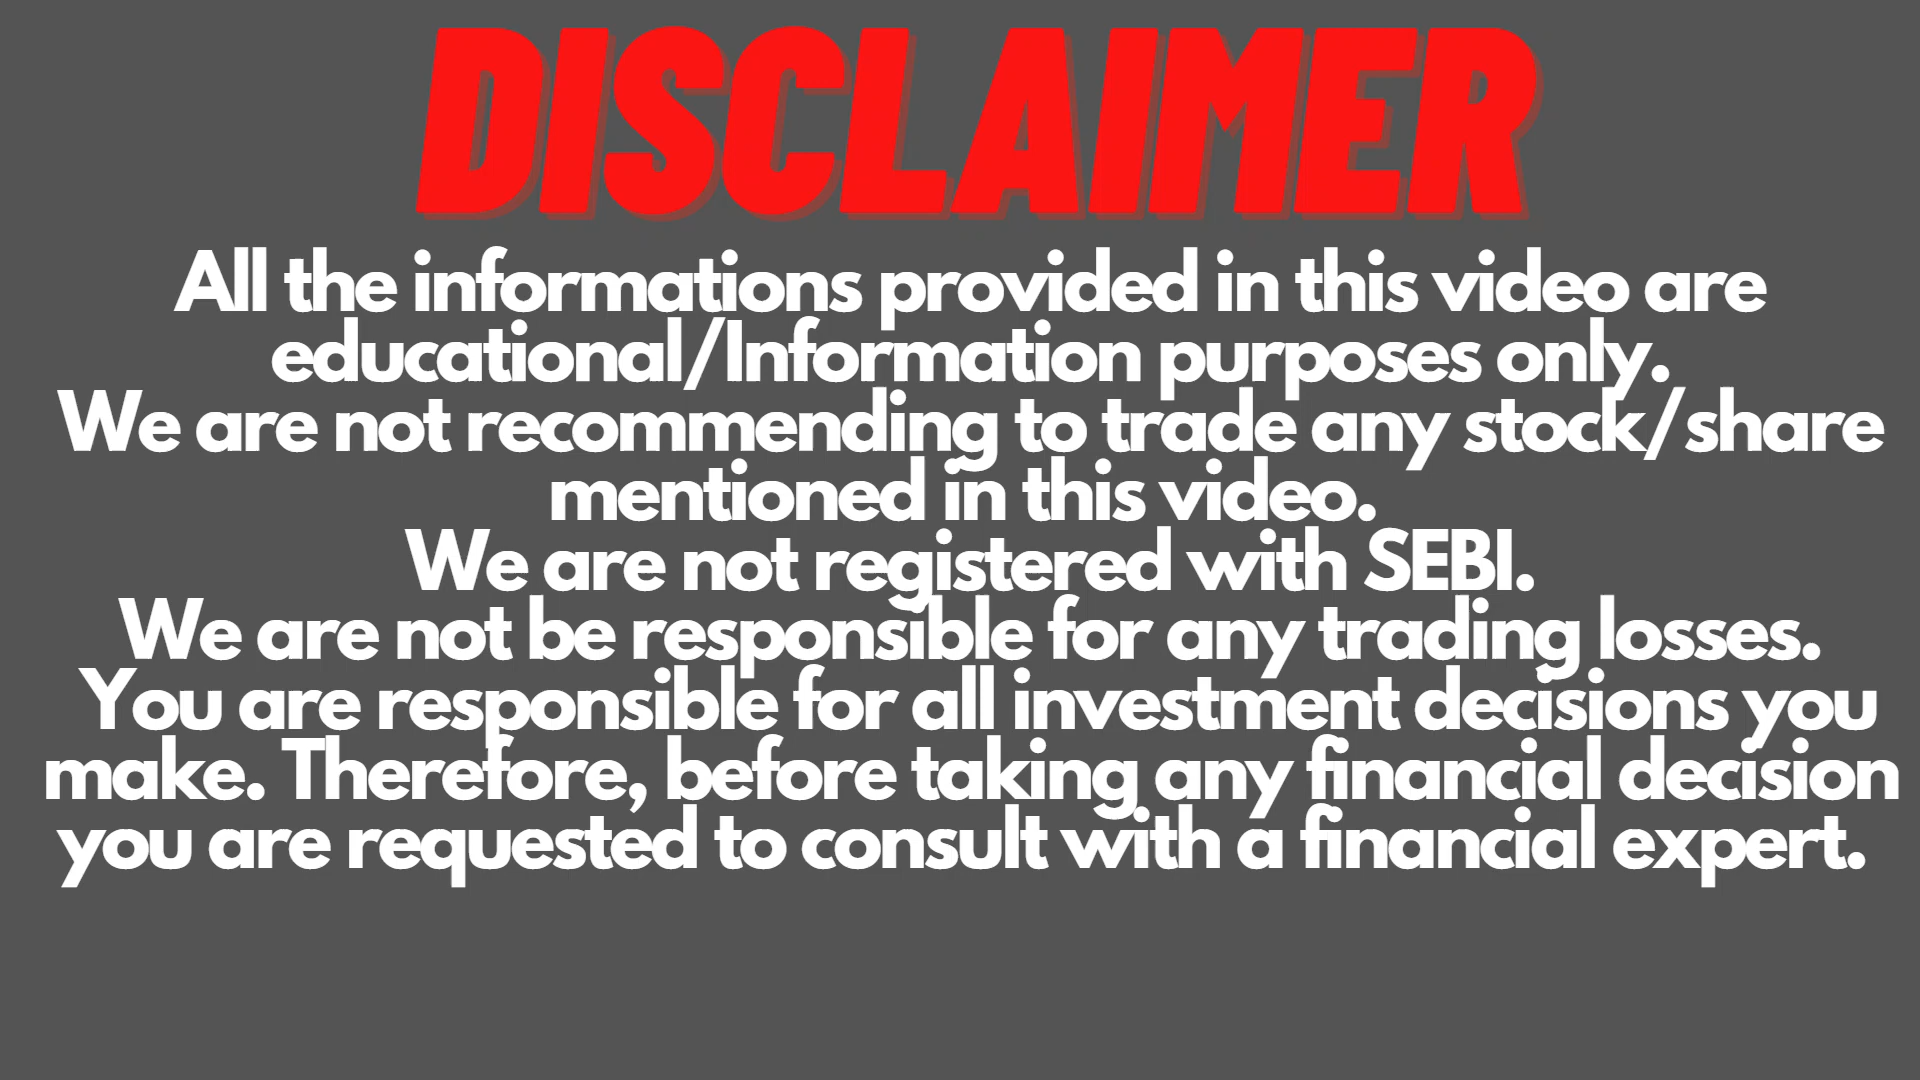 DISCLAIMER
All the informations provided in this video are
educational/Information purposes only.
We are not recommending to trade any stock/share
mentioned in this video.
We are not registered with SEBI.
We are not be responsible for any trading losses.
You are responsible for all investment decisions you
make. Therefore, before taking any financial decision
you are requested to consult with a financial expert.